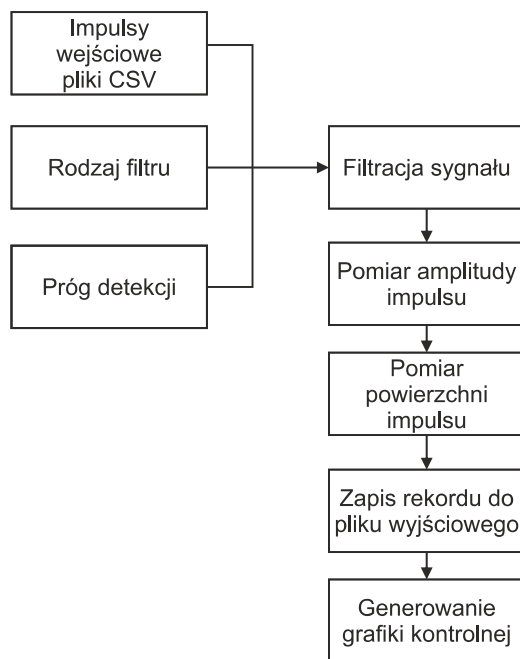 Impulsy
wejściowe
pliki CSV
Rodzaj filtru
Próg detekcji
Filtracja sygnału
Pomiar amplitudy
impulsu
Pomiar
powierzchni
impulsu
Zapis rekordu do
pliku wyjściowego
Generowanie
grafiki kontrolnej